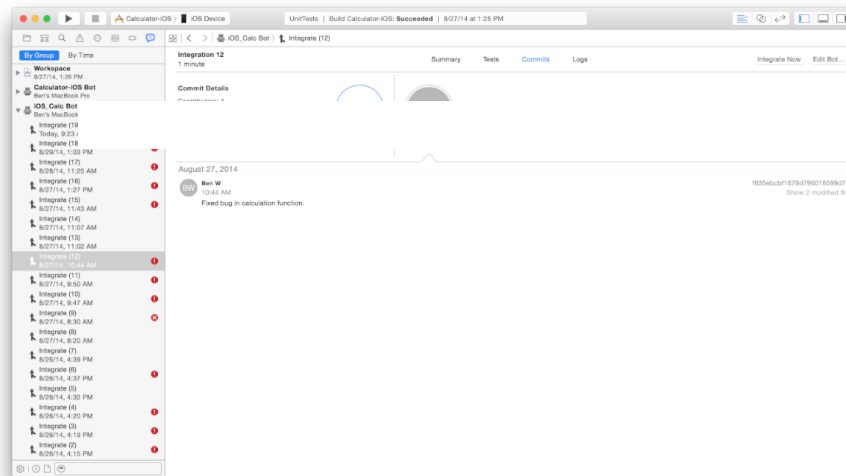 Calculator-iOS 〉 iOS Device
UnitTests | Build Calculator-iOS: Succeeded | 8/27/14 at 1:25 PM
iOS_Calc Bot 〉 Integrate (12)
By Group By Time
Workspace
8/27/14, 1:26 PM
Calculator-iOS Bot
Ben's MacBook Pro
iOS_Calc Bot
Ben's MacBook
Integrate (19
Today, 9:23
Integrate (18
8/29/14, 1:03 PM
Integrate (17)
8/28/14, 11:25 AM
Integrate (16)
8/27/14, 1:27 PM
Integrate (15)
8/27/14, 11:43 AM
Integrate (14)
8/27/14, 11:07 AM
Integrate (13)
8/27/14, 11:02 AM
Integrate (12)
8/27/14, 10:44 AM
Integrate (11)
8/27/14, 9:50 AM
Integrate (10)
8/27/14, 9:47 AM
Integrate (9)
8/27/14, 8:30 AM
Integrate (8)
8/27/14, 8:20 AM
Integrate (7)
8/26/14, 4:39 PM
Integrate (6)
8/26/14, 4:37 PM
Integrate (5)
8/26/14, 4:32 PM
Integrate (4)
8/26/14, 4:20 PM
Integrate (3)
8/26/14, 4:19 PM
Integrate (2)
8/26/14, 4:15 PM
Integration 12
1 minute
Summary Tests Commits Logs
Integrate Now Edit Bot...
Commit Details
August 27, 2014
BW
Ben W
10:44 AM
Fixed bug in calculation function.
Show 2 modified